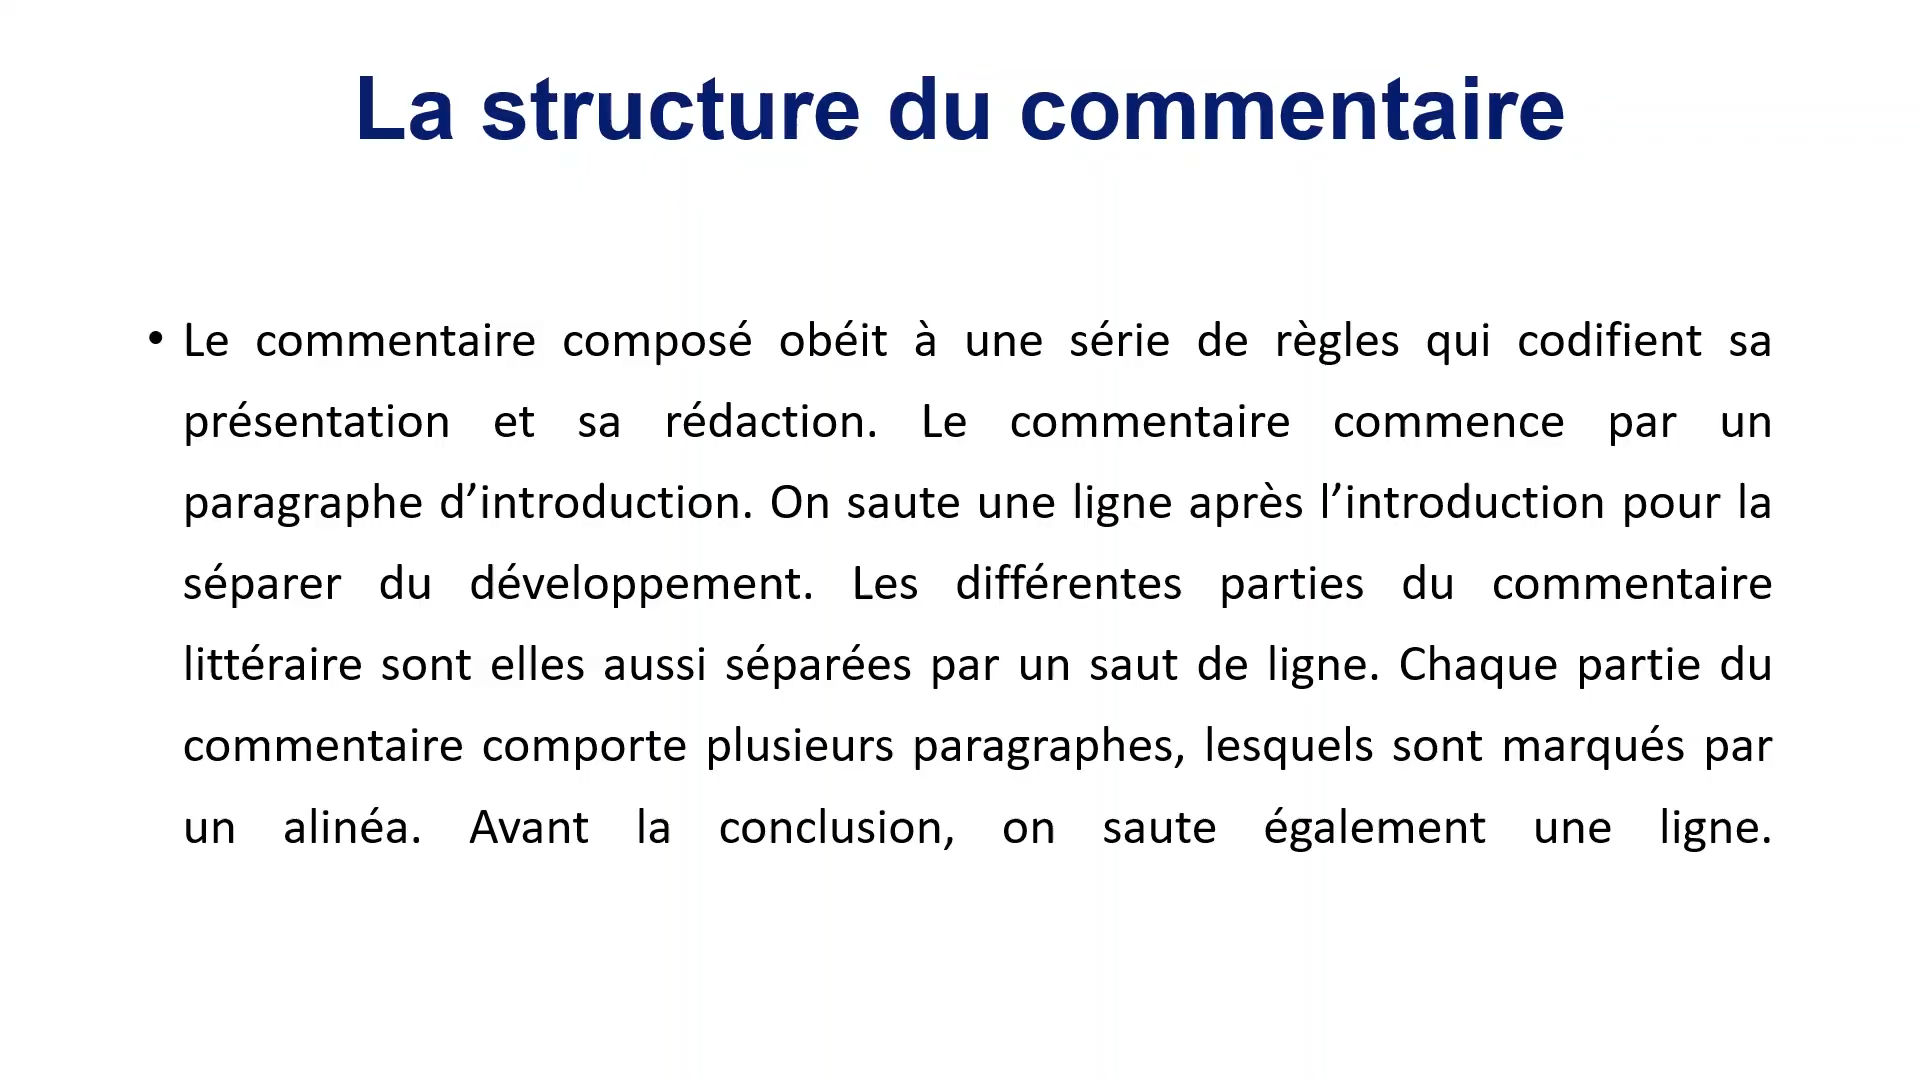 La structure du commentaire
• Le commentaire composé obéit à une série de règles qui codifient sa
présentation et sa rédaction. Le commentaire commence par un
paragraphe d’introduction. On saute une ligne après l’introduction pour la
séparer du développement. Les différentes parties du commentaire
littéraire sont elles aussi séparées par un saut de ligne. Chaque partie du
commentaire comporte plusieurs paragraphes, lesquels sont marqués par
un alinéa. Avant la conclusion, on saute également une ligne.